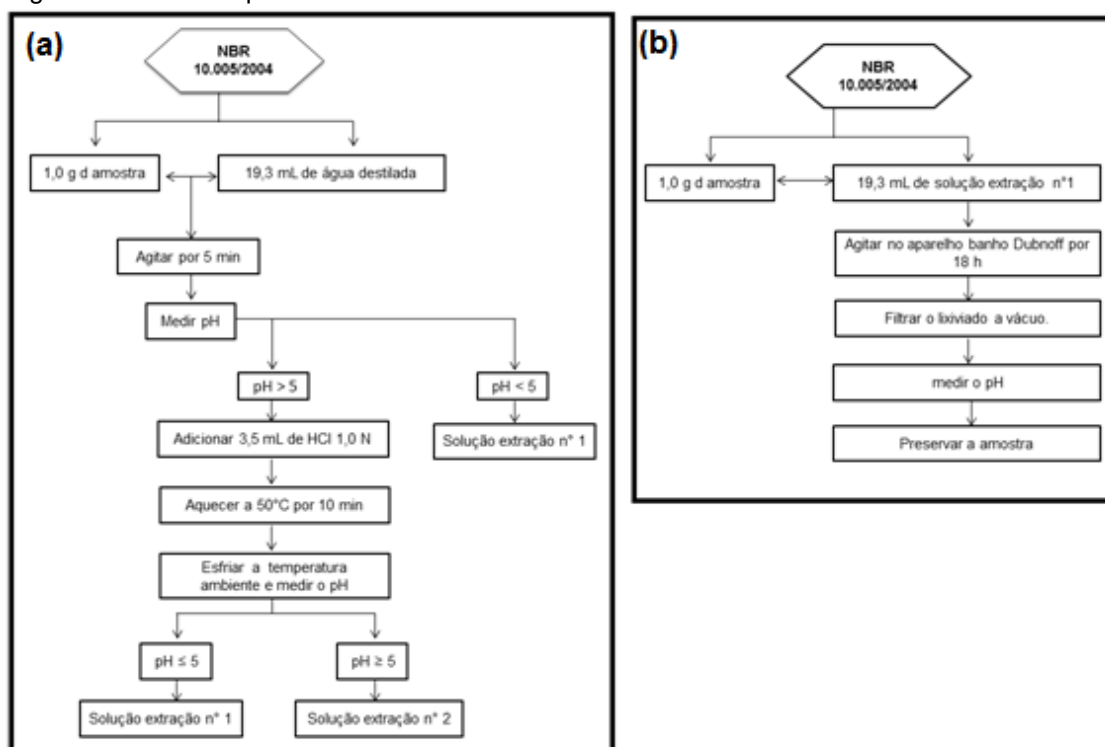 (a)
NBR
10.005/2004
1,0 g d amostra
19,3 mL de água destilada
Agitar por 5 min
Medir pH
pH > 5
pH < 5
Adicionar 3,5 mL de HCl 1,0 N
Solução extração n° 1
Aquecer a 50°C por 10 min
Esfriar a temperatura
ambiente e medir o pH
pH ≤ 5
pH ≥ 5
Solução extração n° 1
Solução extração n° 2
(b)
NBR
10.005/2004
1,0 g d amostra
19,3 mL de solução extração n°1
Agitar no aparelho banho Dubnoff por
18 h
Filtrar o lixiviado a vácuo.
medir o pH
Preservar a amostra